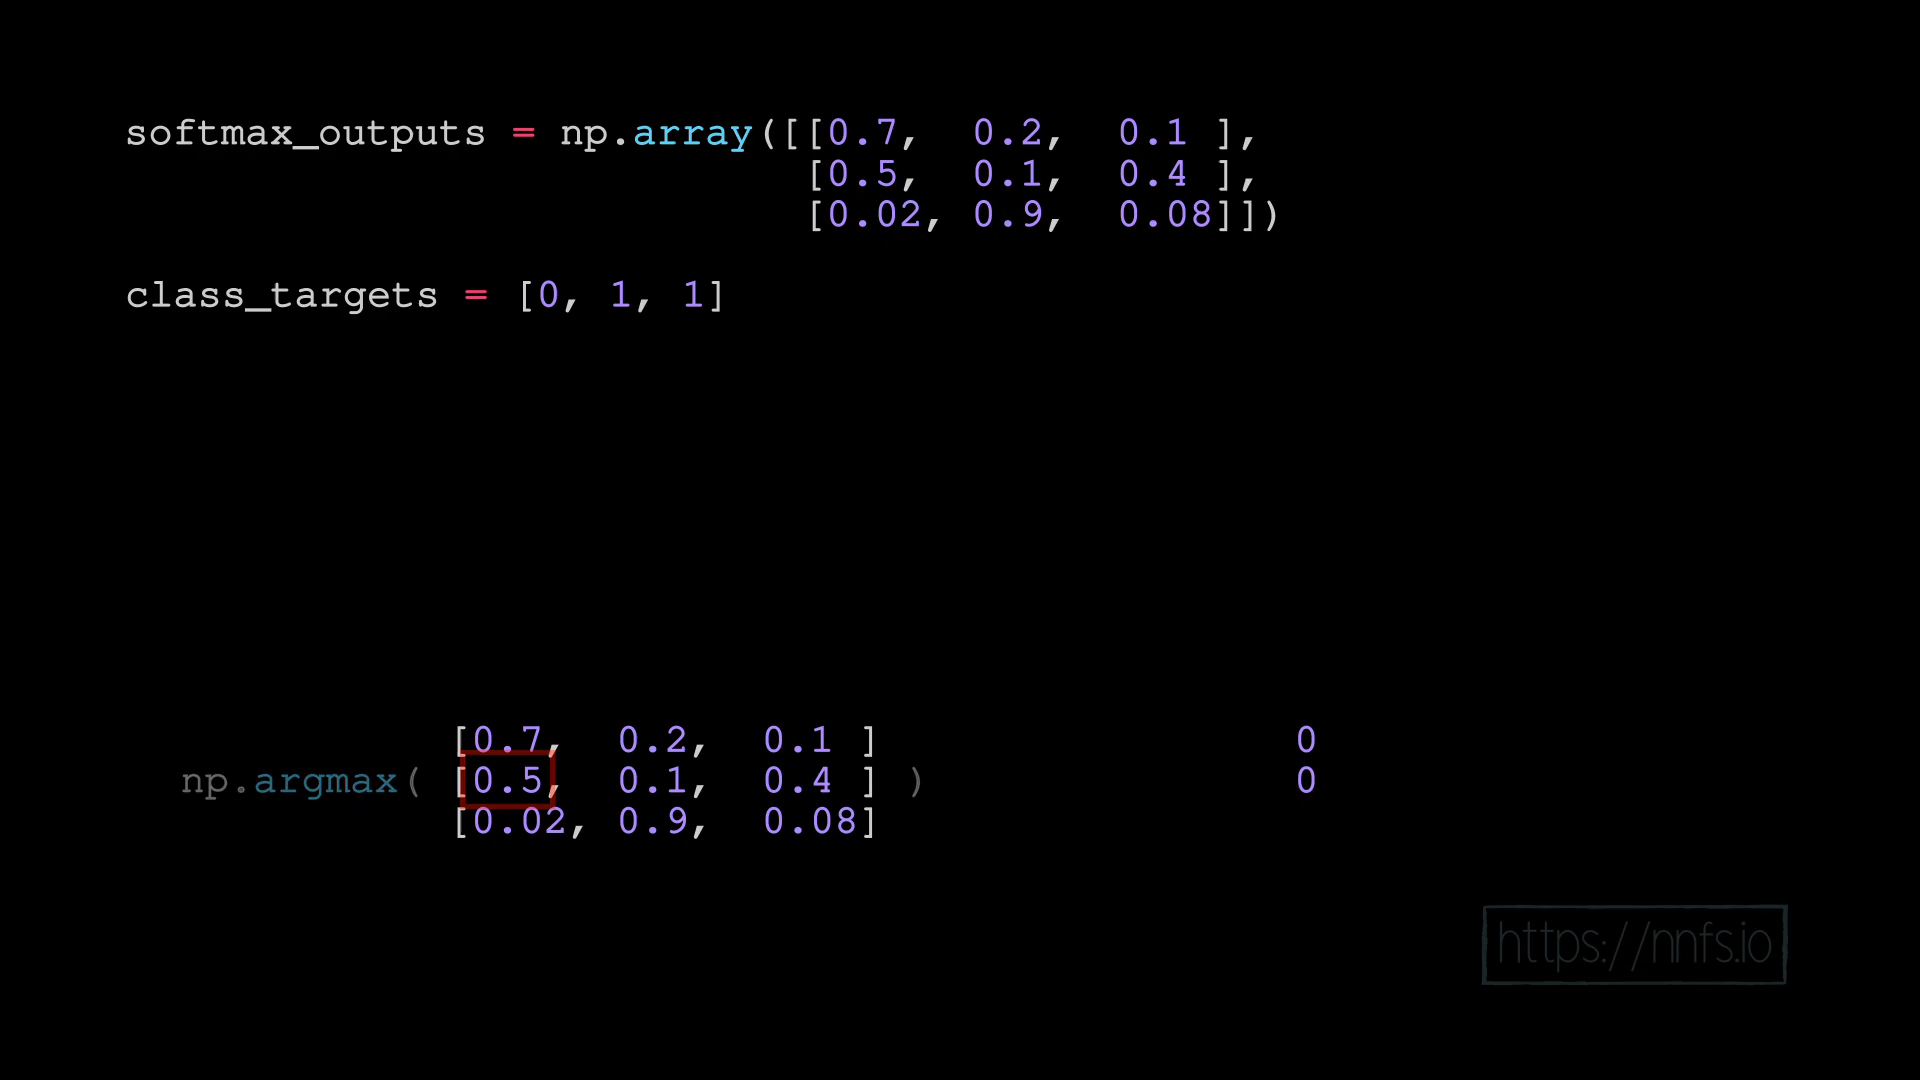 softmax_outputs = np.array([[0.7, 0.2, 0.1 ],
[0.5, 0.1, 0.4 ],
[0.02, 0.9, 0.08]])
class_targets = [0, 1, 1]
[0.7, 0.2, 0.1 ] 0
np.argmax( [0.5, 0.1, 0.4 ] ) 0
[0.02, 0.9, 0.08]
https://nnfs.io